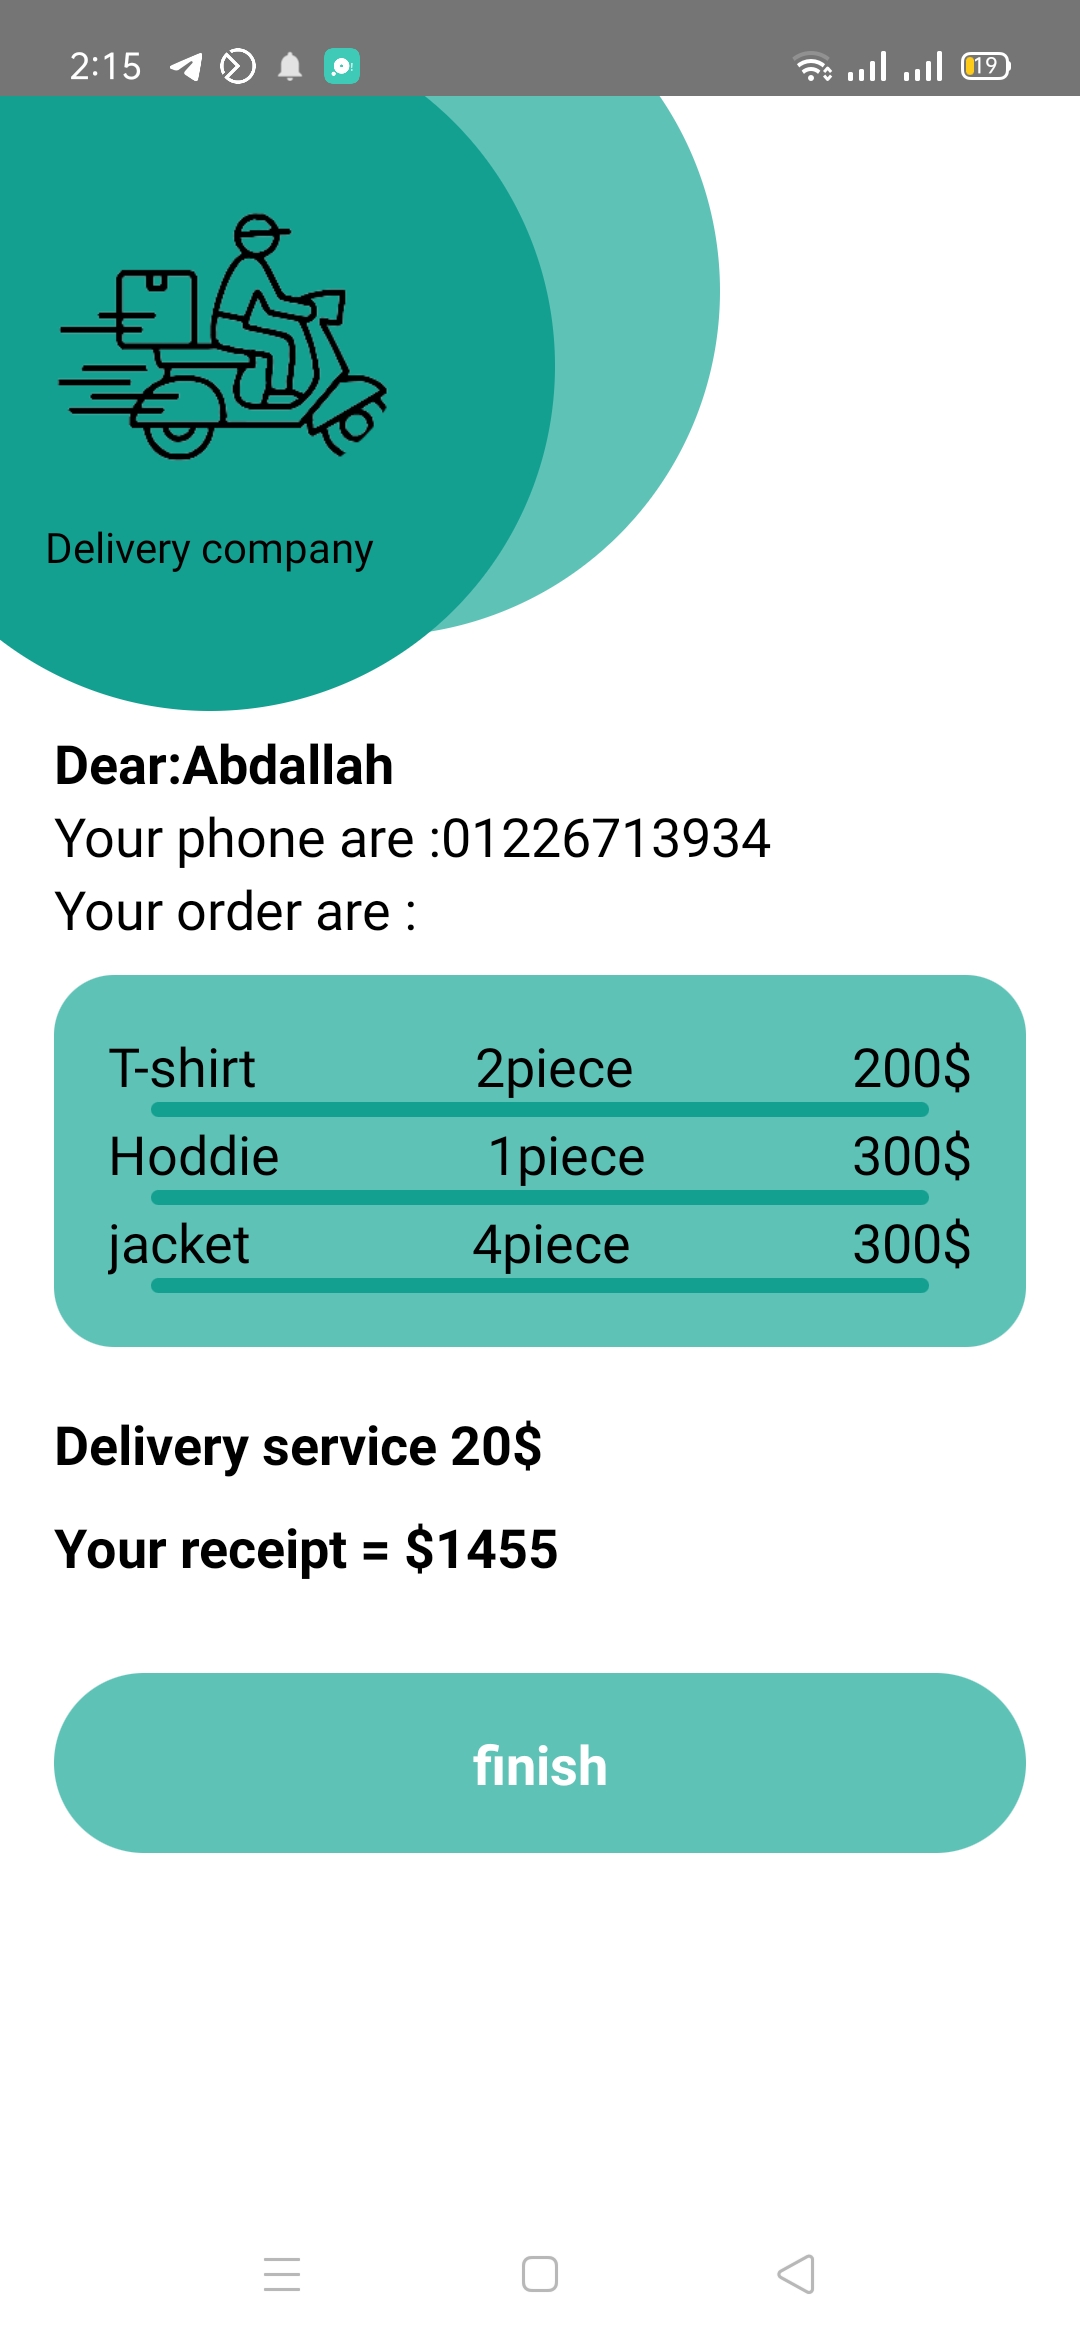 2:15
19
Delivery company
Dear:Abdallah
Your phone are :01226713934
Your order are :
T-shirt 2piece 200$
Hoddie 1piece 300$
jacket 4piece 300$
Delivery service 20$
Your receipt = $1455
finish